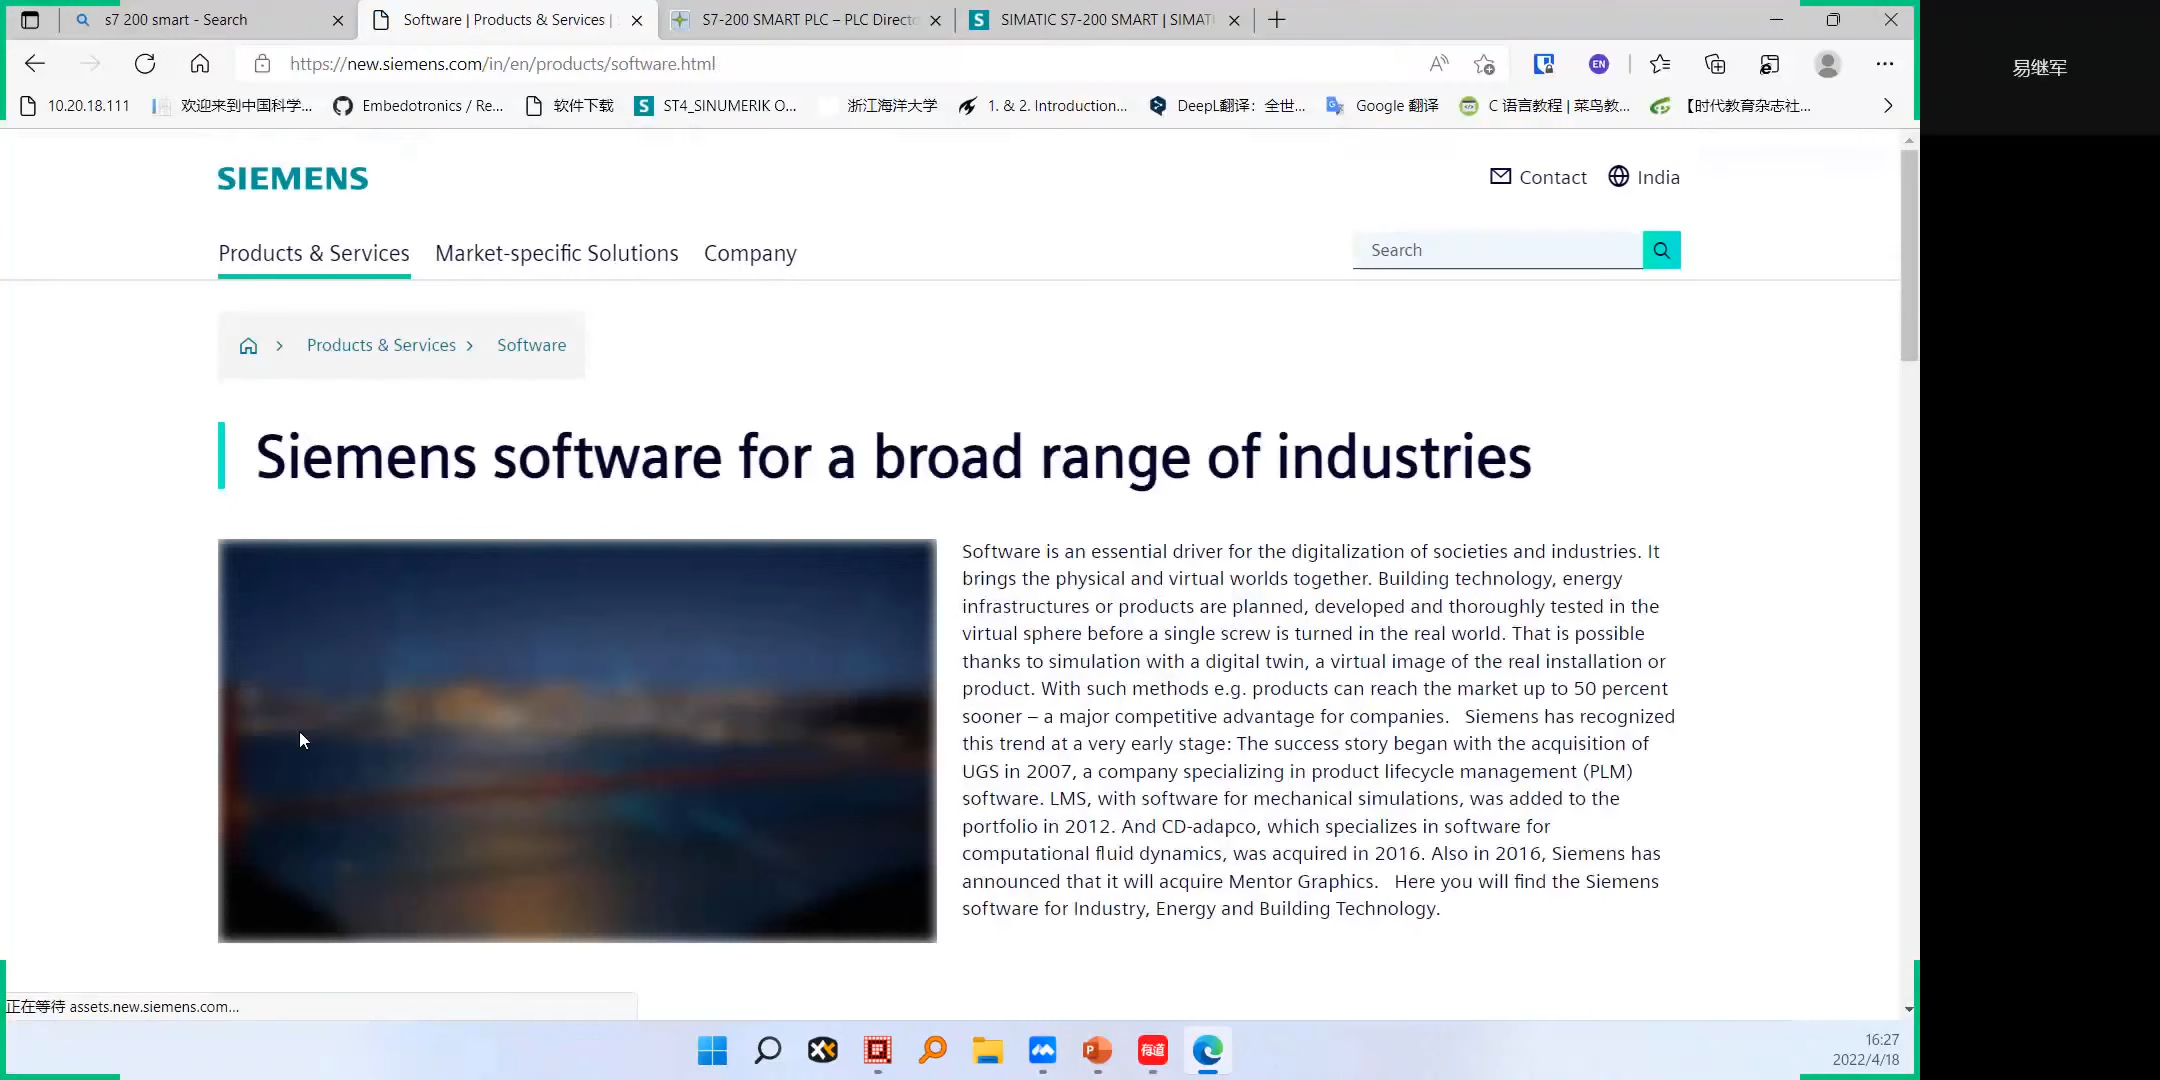 s7 200 smart - Search
Software | Products & Services |
S7-200 SMART PLC – PLC Directo
SIMATIC S7-200 SMART | SIMAT
https://new.siemens.com/in/en/products/software.html
EN
10.20.18.111
欢迎来到中国科学...
Embedotronics / Re...
软件下载
ST4_SINUMERIK O...
浙江海洋大学
1. & 2. Introduction...
DeepL翻译：全世...
Google 翻译
C 语言教程 | 菜鸟教...
【时代教育杂志社...
易继军
SIEMENS
Contact
India
Products & Services
Market-specific Solutions
Company
Search
Products & Services
Software
Siemens software for a broad range of industries
Software is an essential driver for the digitalization of societies and industries. It
brings the physical and virtual worlds together. Building technology, energy
infrastructures or products are planned, developed and thoroughly tested in the
virtual sphere before a single screw is turned in the real world. That is possible
thanks to simulation with a digital twin, a virtual image of the real installation or
product. With such methods e.g. products can reach the market up to 50 percent
sooner – a major competitive advantage for companies. Siemens has recognized
this trend at a very early stage: The success story began with the acquisition of
UGS in 2007, a company specializing in product lifecycle management (PLM)
software. LMS, with software for mechanical simulations, was added to the
portfolio in 2012. And CD-adapco, which specializes in software for
computational fluid dynamics, was acquired in 2016. Also in 2016, Siemens has
announced that it will acquire Mentor Graphics. Here you will find the Siemens
software for Industry, Energy and Building Technology.
正在等待 assets.new.siemens.com...
有道
16:27
2022/4/18